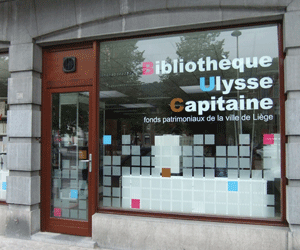 Bibliothèque
Ulysse
Capitaine
fonds patrimoniaux de la ville de Liège